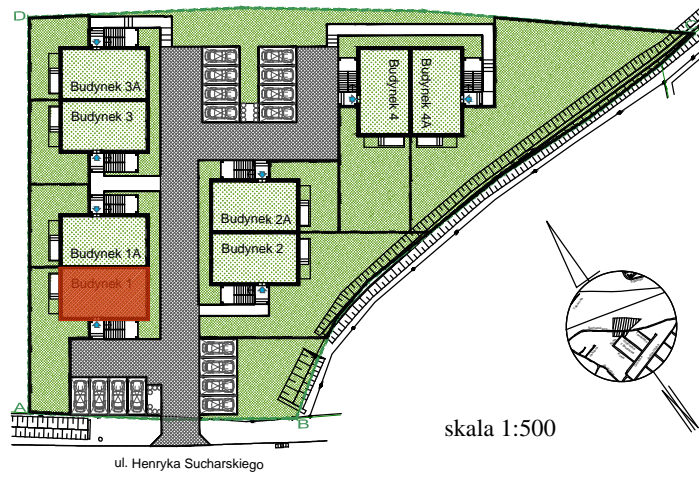 D
Budynek 3A
Budynek 3
Budynek 4
Budynek 4A
Budynek 2A
Budynek 2
Budynek 1A
Budynek 1
A
B
skala 1:500
ul. Henryka Sucharskiego